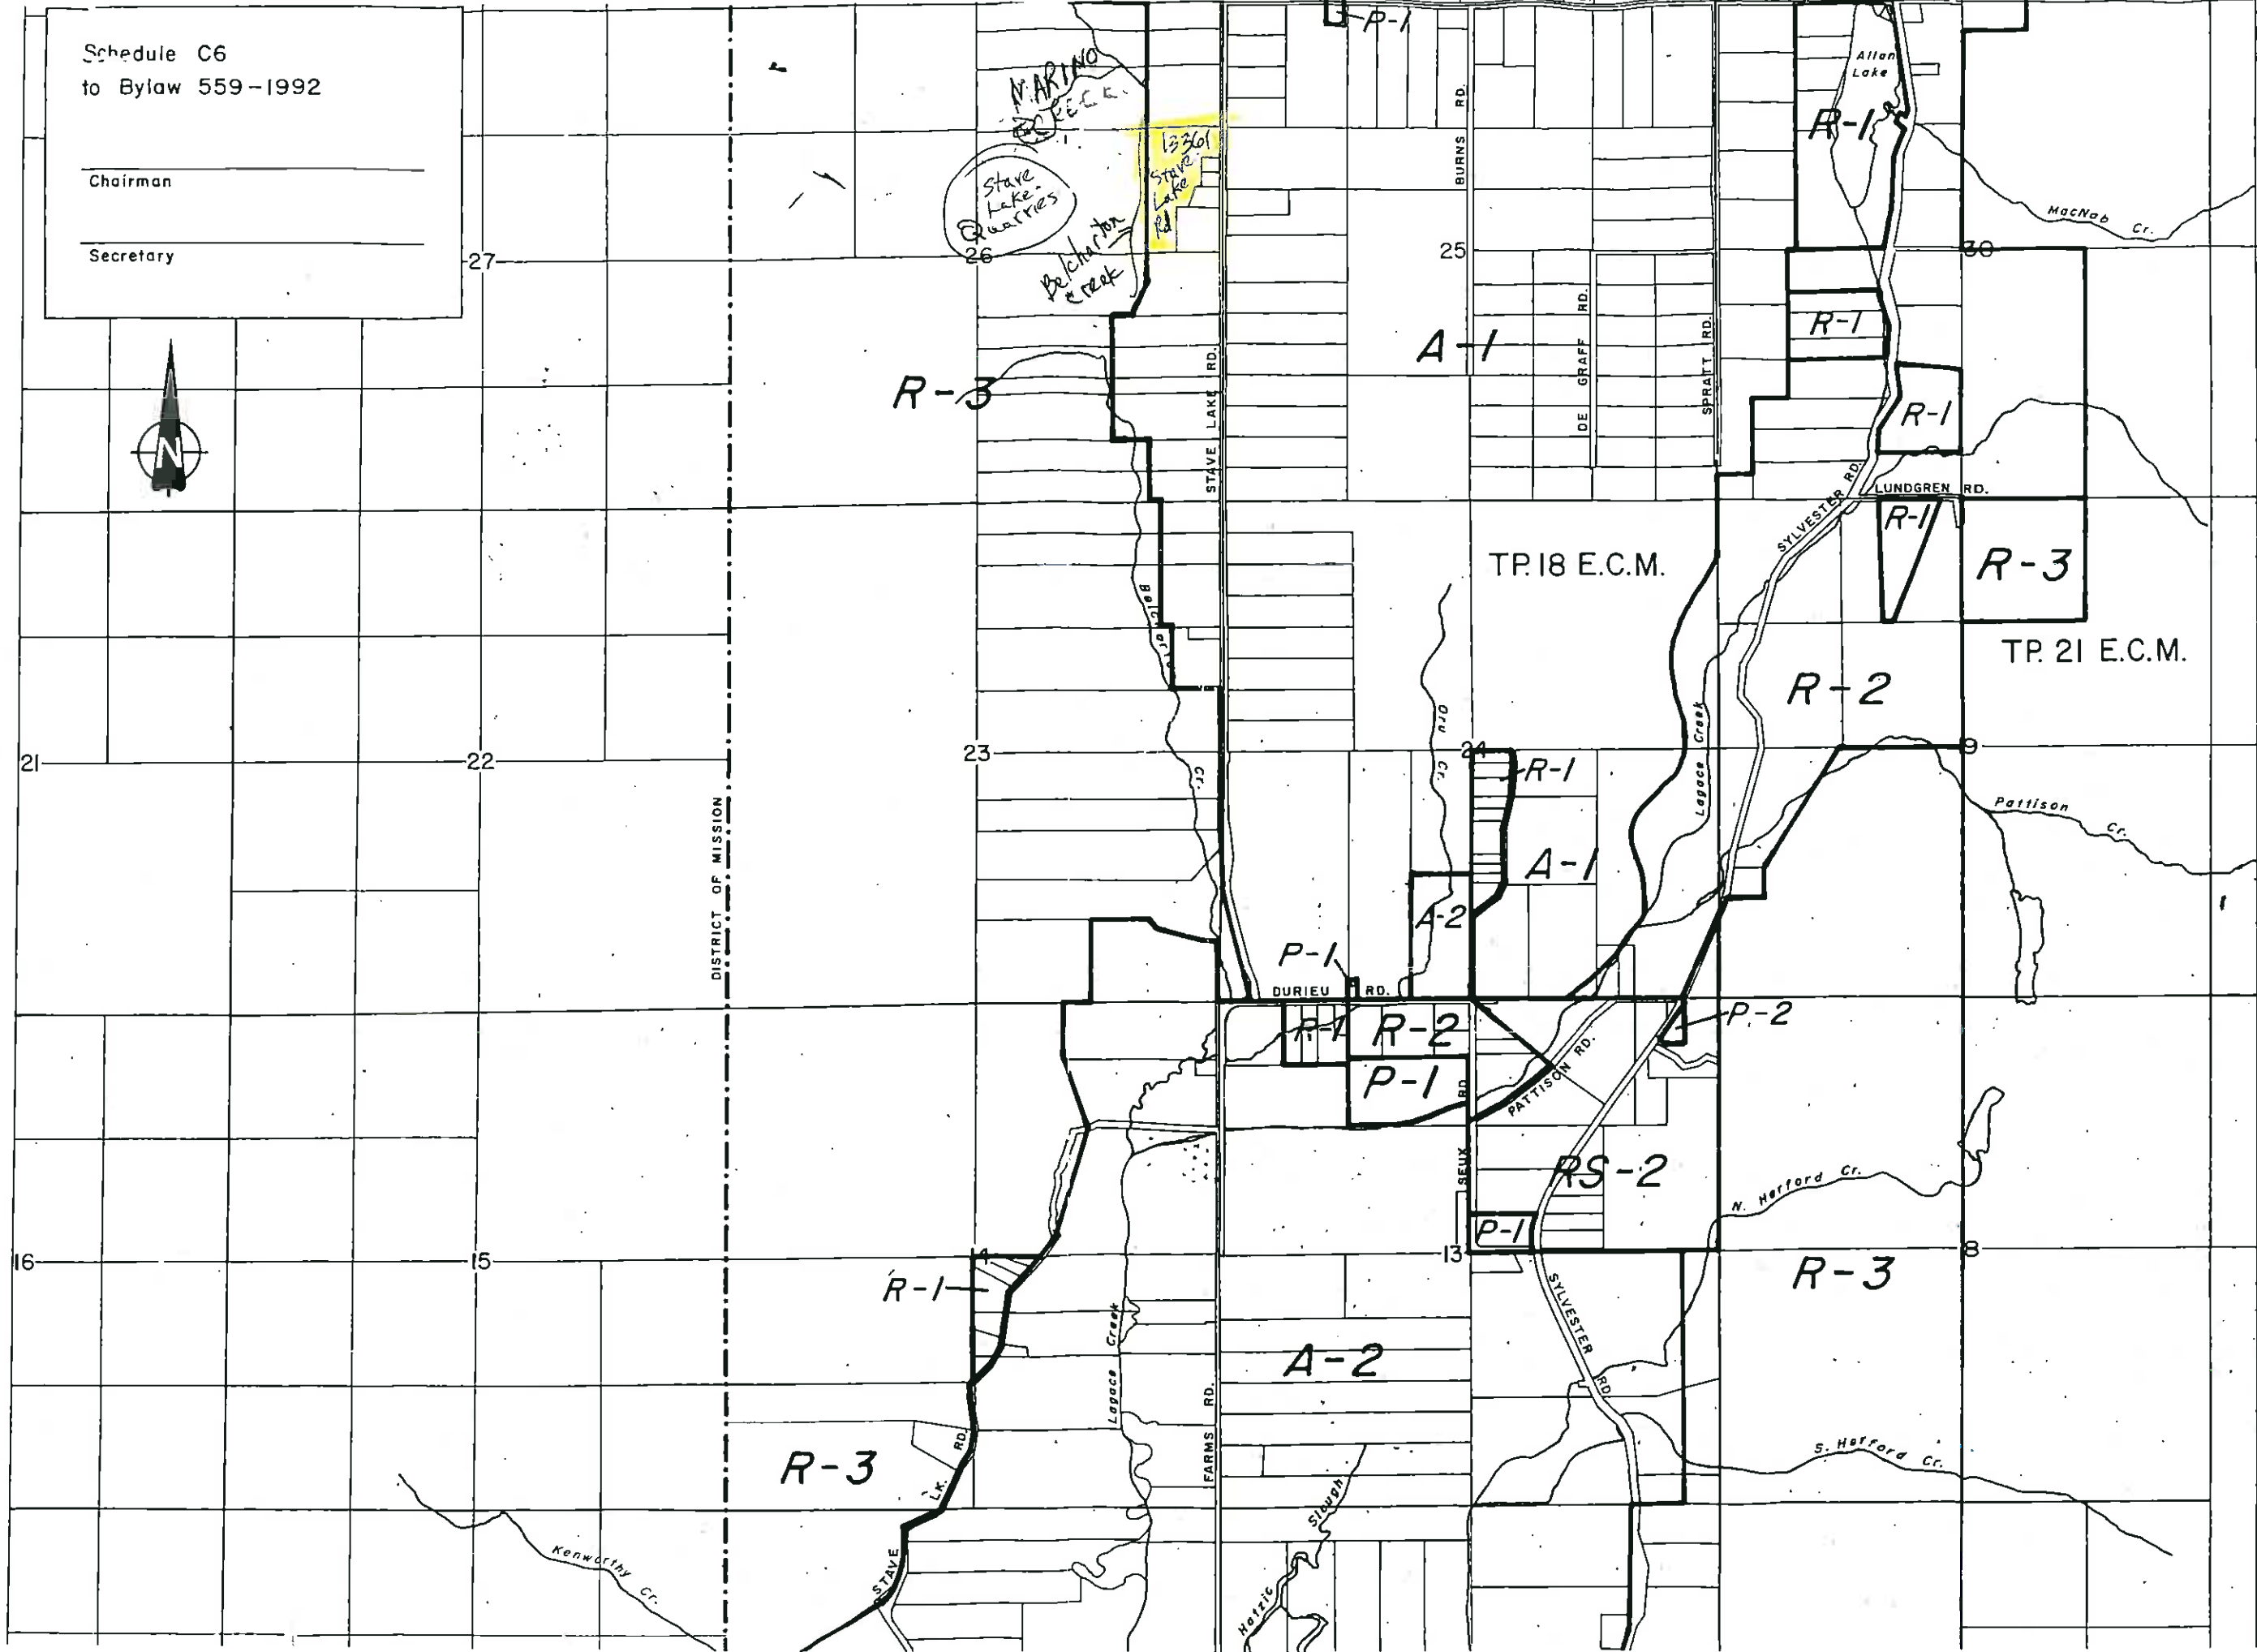 Schedule C6
to Bylaw 559-1992
Chairman
Secretary
N
P-1
Allan
Lake
R-1
MacNab Cr.
13361
Stave
Lake
Rd
Stave
Lake
Quarries
Belcharton
Creek
BURNS RD.
27
26
25
30
R-1
A-1
DE GRAFF RD.
SPRATT RD.
STAVE LAKE RD.
R-3
R-1
SYLVESTER RD.
LUNDGREN RD.
R-1
R-3
TP. 18 E.C.M.
TP. 21 E.C.M.
R-2
Lagace Creek
Oru Cr.
Cr.
21
22
23
24
9
R-1
Pattison Cr.
DISTRICT OF MISSION
A-1
A-2
P-1
DURIEU RD.
R-1
R-2
P-2
P-1
PATTISON RD.
SEUX RD
RS-2
N. Herford Cr.
P-1
16
15
14
13
8
R-1
R-3
SYLVESTER RD.
Lagace Creek
A-2
FARMS RD.
R-3
S. Herford Cr.
STAVE LK. RD.
Hatzic Slough
Kenworthy Cr.